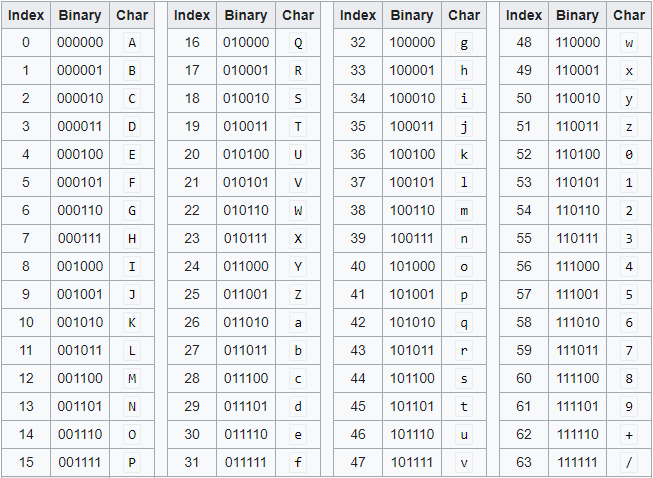 Index Binary Char Index Binary Char Index Binary Char Index Binary Char
0 000000 A 16 010000 Q 32 100000 g 48 110000 w
1 000001 B 17 010001 R 33 100001 h 49 110001 x
2 000010 C 18 010010 S 34 100010 i 50 110010 y
3 000011 D 19 010011 T 35 100011 j 51 110011 z
4 000100 E 20 010100 U 36 100100 k 52 110100 0
5 000101 F 21 010101 V 37 100101 l 53 110101 1
6 000110 G 22 010110 W 38 100110 m 54 110110 2
7 000111 H 23 010111 X 39 100111 n 55 110111 3
8 001000 I 24 011000 Y 40 101000 o 56 111000 4
9 001001 J 25 011001 Z 41 101001 p 57 111001 5
10 001010 K 26 011010 a 42 101010 q 58 111010 6
11 001011 L 27 011011 b 43 101011 r 59 111011 7
12 001100 M 28 011100 c 44 101100 s 60 111100 8
13 001101 N 29 011101 d 45 101101 t 61 111101 9
14 001110 O 30 011110 e 46 101110 u 62 111110 +
15 001111 P 31 011111 f 47 101111 v 63 111111 /